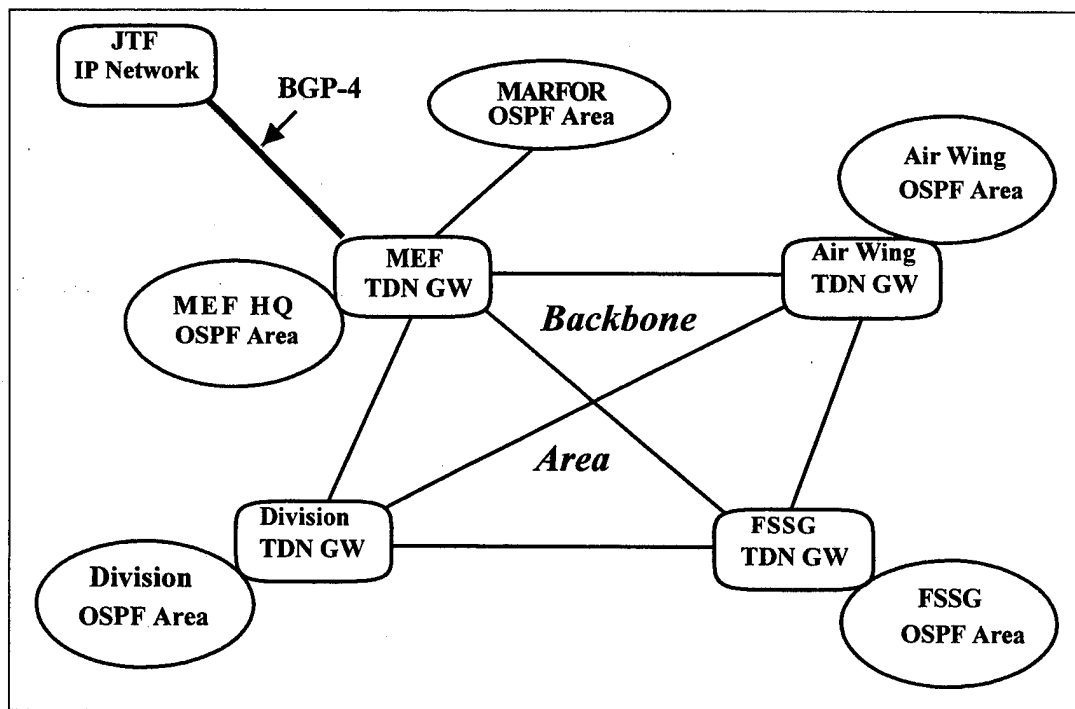 JTF
IP Network
BGP-4
MARFOR
OSPF Area
Air Wing
OSPF Area
MEF
TDN GW
Air Wing
TDN GW
MEF HQ
OSPF Area
Backbone
Area
Division
TDN GW
FSSG
TDN GW
Division
OSPF Area
FSSG
OSPF Area